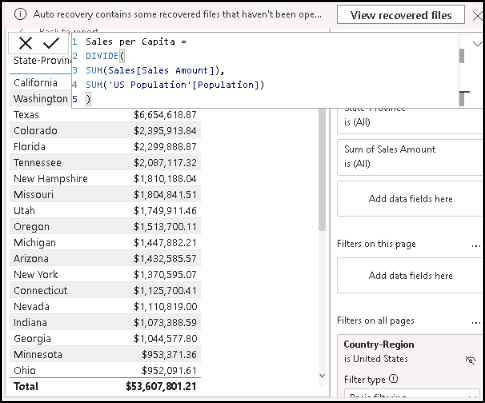 Auto recovery contains some recovered files that haven't been ope...
View recovered files
Back to report
1 Sales per Capita =
2 DIVIDE(
3 SUM(Sales[Sales Amount]),
4 SUM('US Population'[Population])
5 )
State-Provin
California
Washington
Texas $6,654,618.87
Colorado $2,395,913.84
Florida $2,299,888.87
Tennessee $2,087,117.32
New Hampshire $1,810,188.04
Missouri $1,804,841.51
Utah $1,749,911.46
Oregon $1,513,700.11
Michigan $1,447,882.21
Arizona $1,432,585.57
New York $1,370,595.07
Connecticut $1,125,700.41
Nevada $1,110,819.00
Indiana $1,073,388.59
Georgia $1,044,577.80
Minnesota $953,371.36
Ohio $952,091.61
Total $53,607,801.21
State-Province
is (All)
Sum of Sales Amount
is (All)
Add data fields here
Filters on this page ...
Add data fields here
Filters on all pages ...
Country-Region
is United States
Filter type
Basic filtering